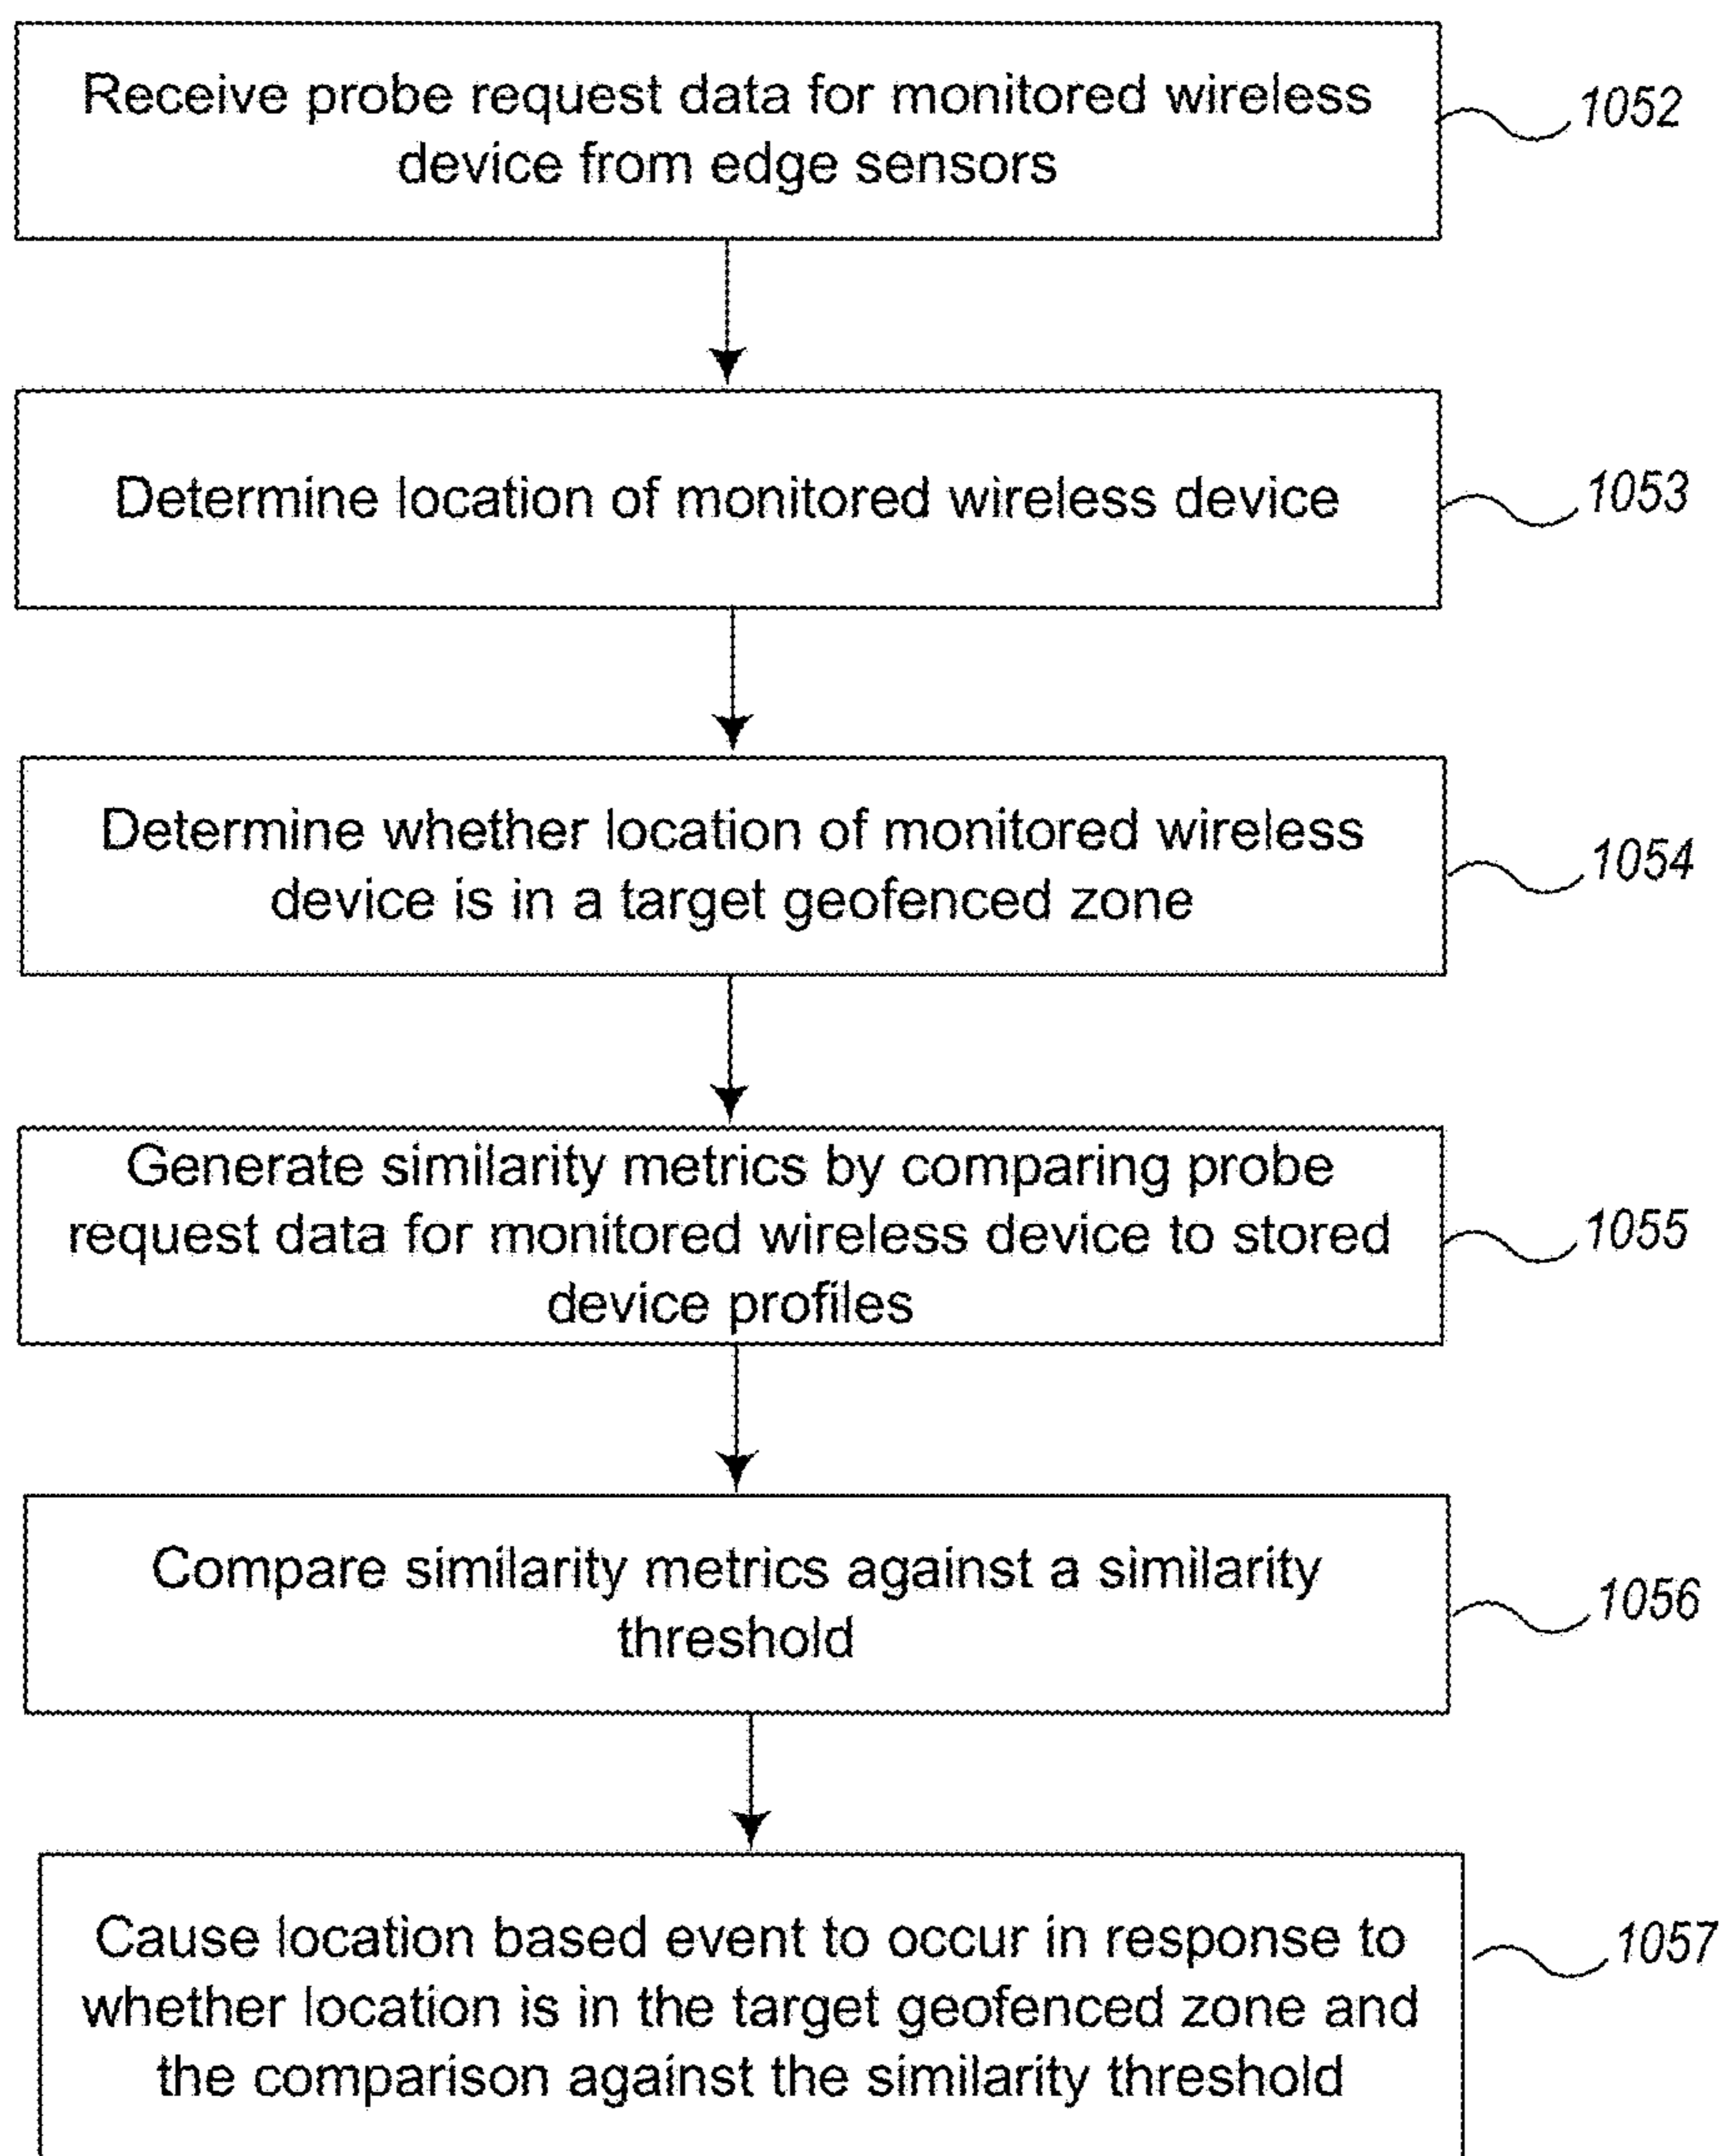 Receive probe request data for monitored wireless
device from edge sensors
1052
Determine location of monitored wireless device
1053
Determine whether location of monitored wireless
device is in a target geofenced zone
1054
Generate similarity metrics by comparing probe
request data for monitored wireless device to stored
device profiles
1055
Compare similarity metrics against a similarity
threshold
1056
Cause location based event to occur in response to
whether location is in the target geofenced zone and
the comparison against the similarity threshold
1057